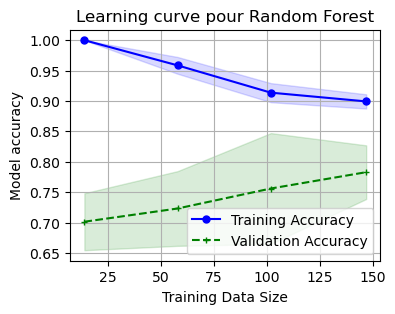 Learning curve pour Random Forest
Model accuracy
1.00
0.95
0.90
0.85
0.80
0.75
0.70
0.65
Training Accuracy
Validation Accuracy
25 50 75 100 125 150
Training Data Size